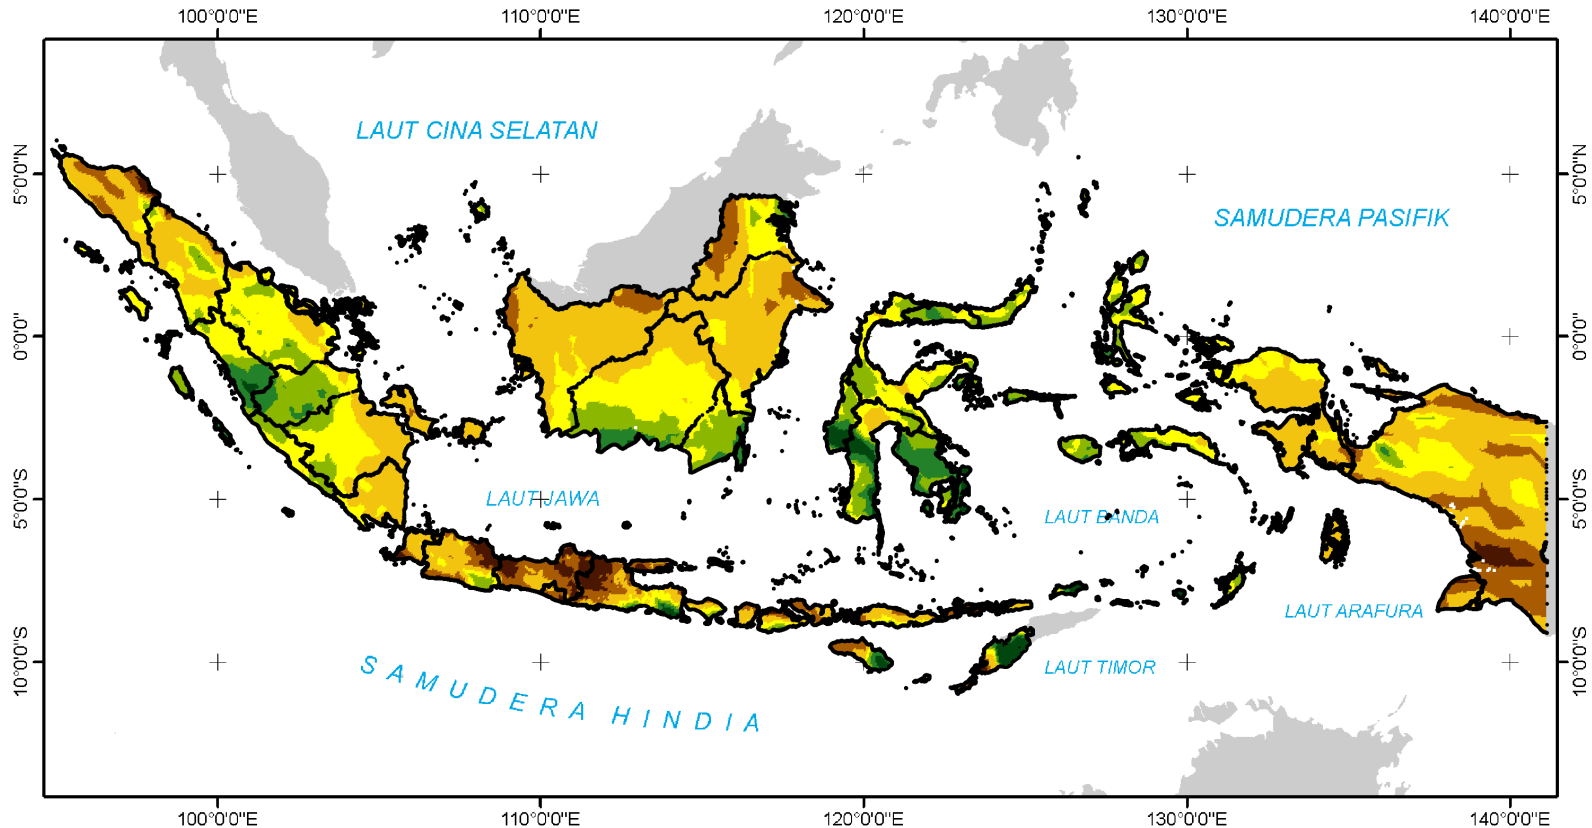 100°0'0"E 110°0'0"E 120°0'0"E 130°0'0"E 140°0'0"E
LAUT CINA SELATAN
5°0'0"N 5°0'0"N
SAMUDERA PASIFIK
0°0'0" 0°0'0"
LAUT JAWA
5°0'0"S 5°0'0"S
LAUT BANDA
LAUT ARAFURA
10°0'0"S 10°0'0"S
LAUT TIMOR
SAMUDERA HINDIA
100°0'0"E 110°0'0"E 120°0'0"E 130°0'0"E 140°0'0"E